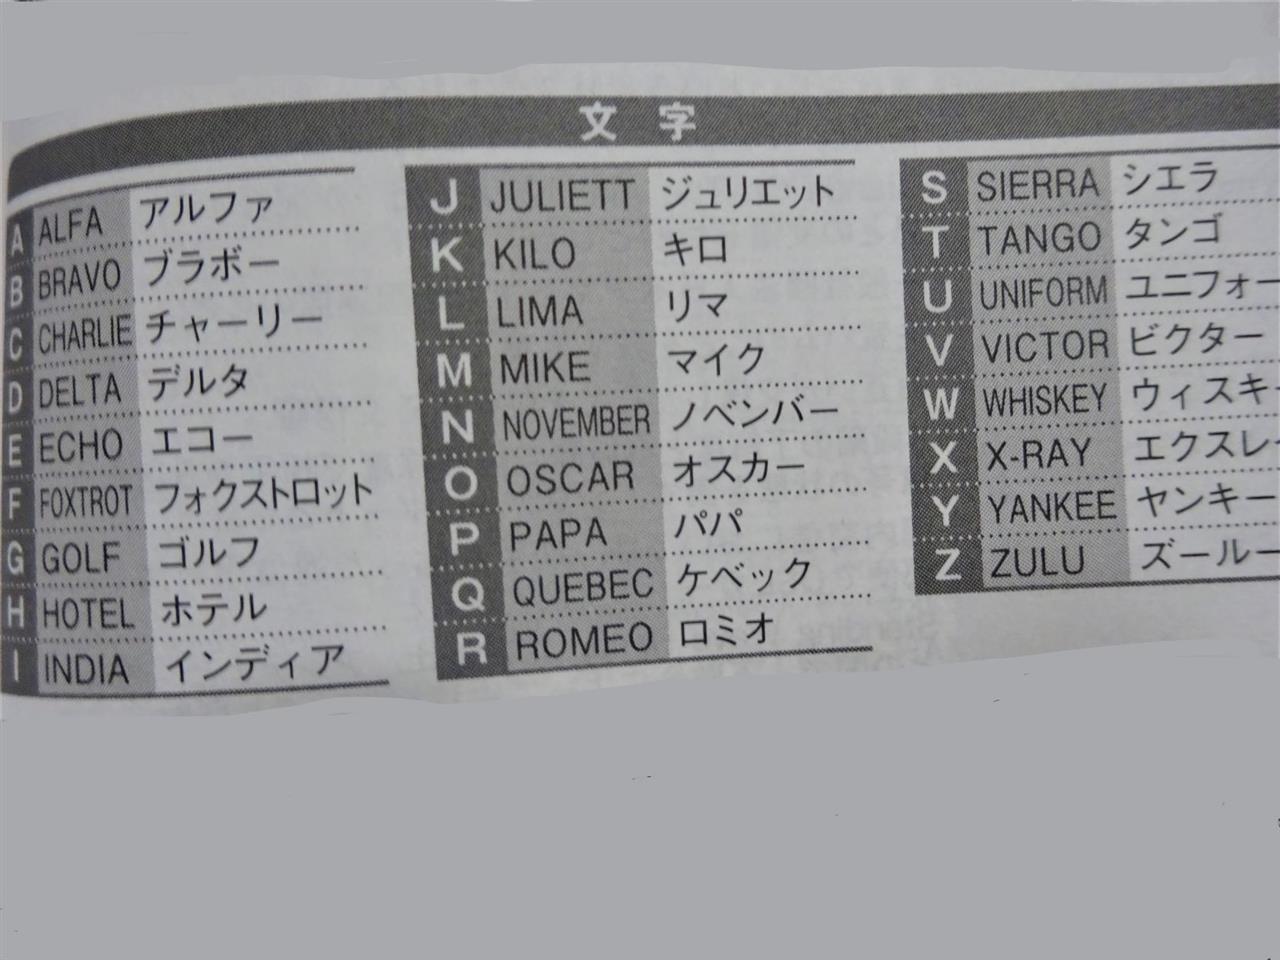 文字
A ALFA アルファ
B BRAVO ブラボー
C CHARLIE チャーリー
D DELTA デルタ
E ECHO エコー
F FOXTROT フォクストロット
G GOLF ゴルフ
H HOTEL ホテル
I INDIA インディア
J JULIETT ジュリエット
K KILO キロ
L LIMA リマ
M MIKE マイク
N NOVEMBER ノベンバー
O OSCAR オスカー
P PAPA パパ
Q QUEBEC ケベック
R ROMEO ロミオ
S SIERRA シエラ
T TANGO タンゴ
U UNIFORM ユニフォー
V VICTOR ビクター
W WHISKEY ウィスキ
X X-RAY エクスレ
Y YANKEE ヤンキー
Z ZULU ズールー